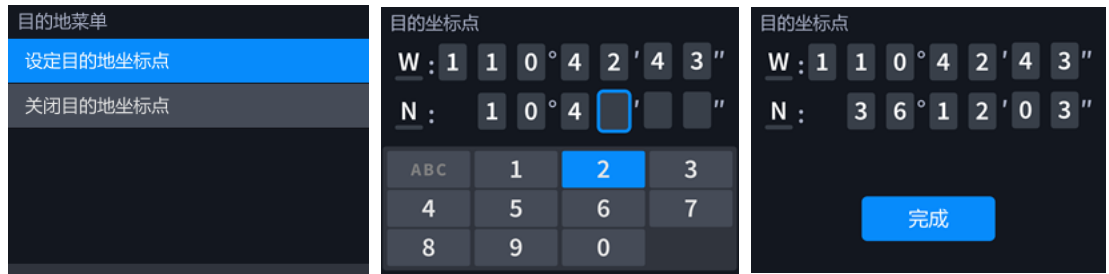 目的地菜单
设定目的地坐标点
关闭目的地坐标点
目的坐标点
W:110°42′43″
N:10°4 ′ ″
ABC 1 2 3
4 5 6 7
8 9 0
目的坐标点
W:110°42′43″
N:36°12′03″
完成